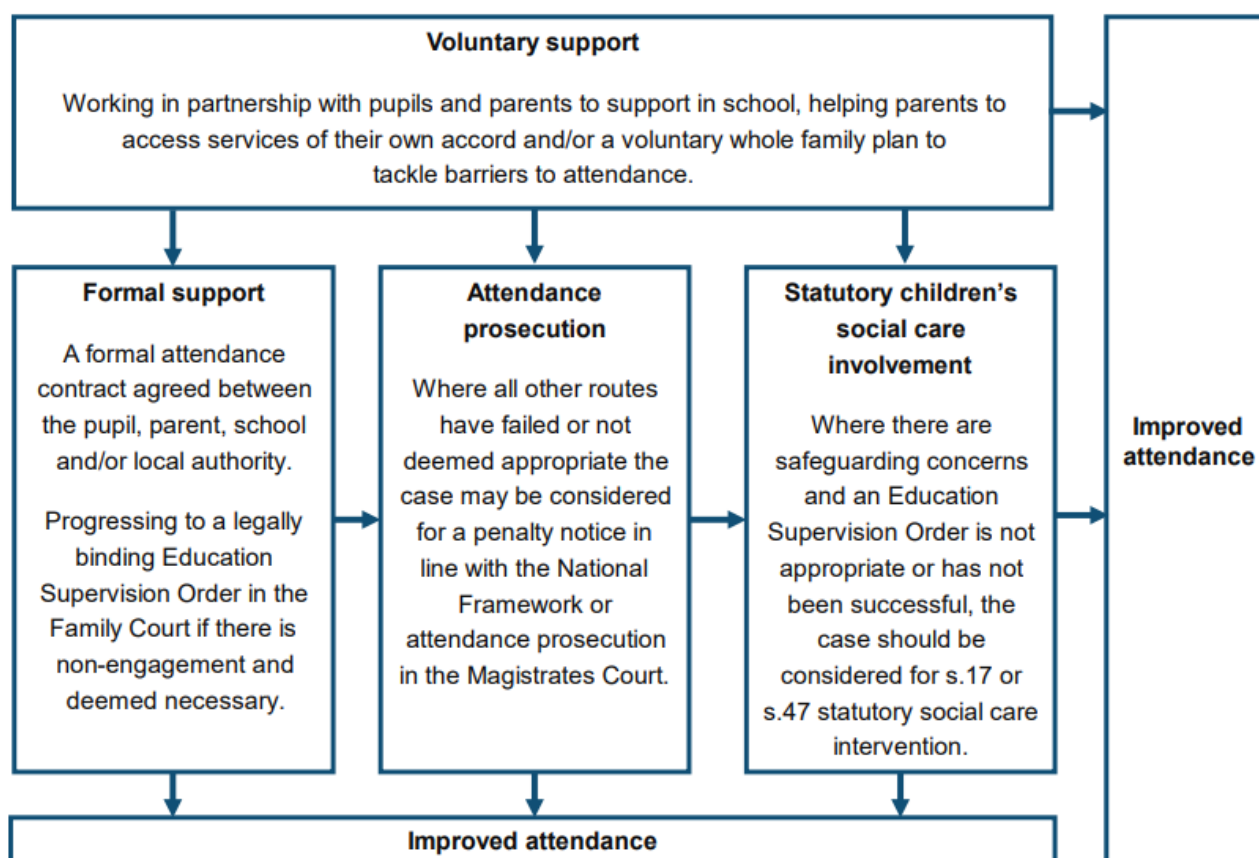 Voluntary support
Working in partnership with pupils and parents to support in school, helping parents to
access services of their own accord and/or a voluntary whole family plan to
tackle barriers to attendance.
Formal support
A formal attendance
contract agreed between
the pupil, parent, school
and/or local authority.
Progressing to a legally
binding Education
Supervision Order in the
Family Court if there is
non-engagement and
deemed necessary.
Attendance
prosecution
Where all other routes
have failed or not
deemed appropriate the
case may be considered
for a penalty notice in
line with the National
Framework or
attendance prosecution
in the Magistrates Court.
Statutory children’s
social care
involvement
Where there are
safeguarding concerns
and an Education
Supervision Order is not
appropriate or has not
been successful, the
case should be
considered for s.17 or
s.47 statutory social care
intervention.
Improved
attendance
Improved attendance